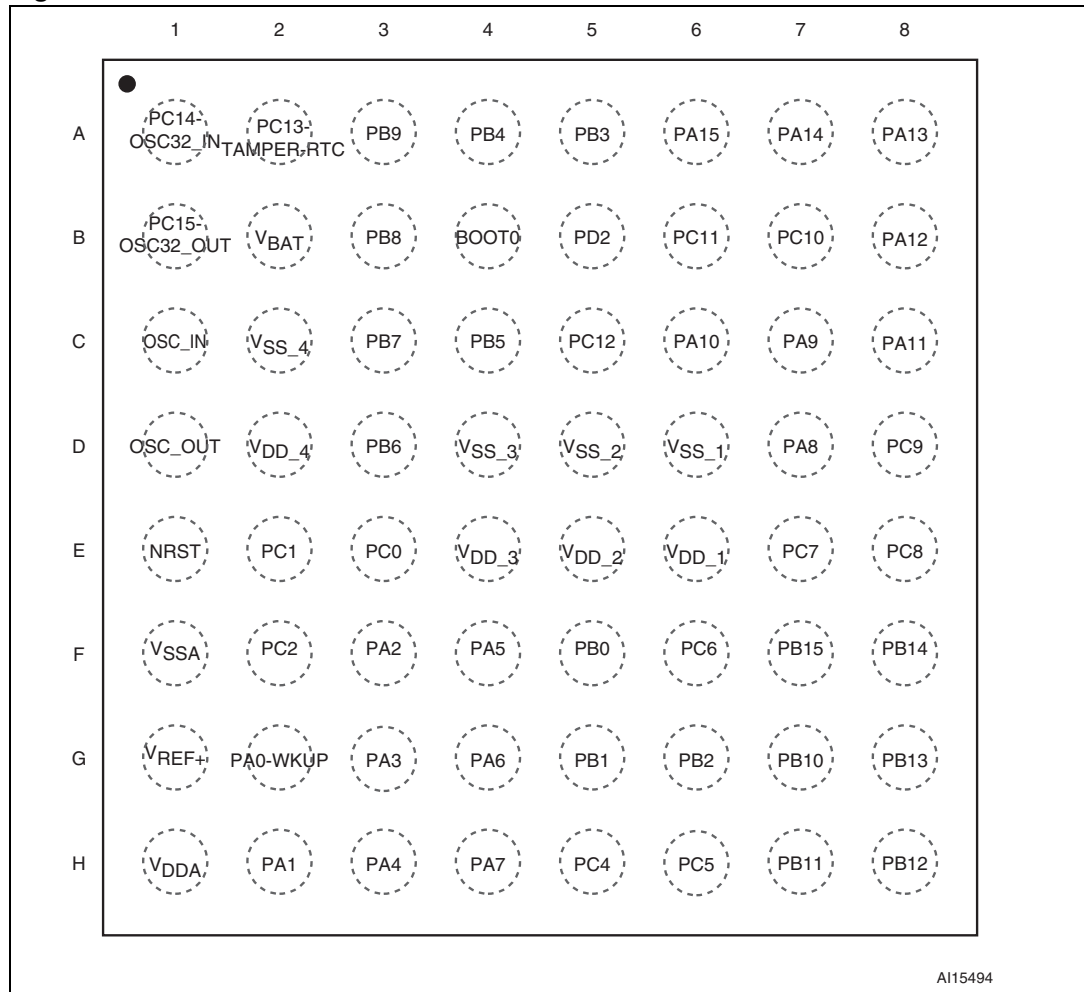 1 2 3 4 5 6 7 8
A PC14-OSC32_IN PC13-TAMPER-RTC PB9 PB4 PB3 PA15 PA14 PA13
B PC15-OSC32_OUT VBAT PB8 BOOT0 PD2 PC11 PC10 PA12
C OSC_IN VSS_4 PB7 PB5 PC12 PA10 PA9 PA11
D OSC_OUT VDD_4 PB6 VSS_3 VSS_2 VSS_1 PA8 PC9
E NRST PC1 PC0 VDD_3 VDD_2 VDD_1 PC7 PC8
F VSSA PC2 PA2 PA5 PB0 PC6 PB15 PB14
G VREF+ PA0-WKUP PA3 PA6 PB1 PB2 PB10 PB13
H VDDA PA1 PA4 PA7 PC4 PC5 PB11 PB12
AI15494